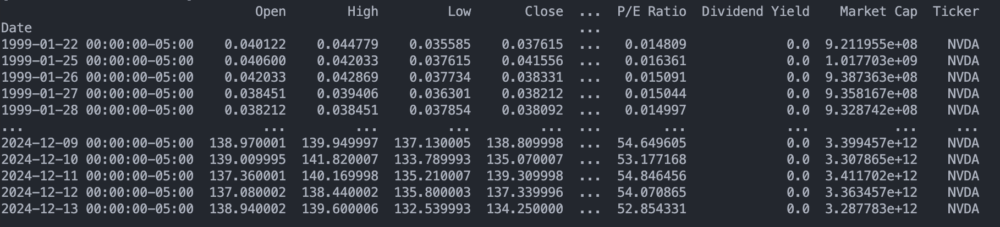 Open High Low Close ... P/E Ratio Dividend Yield Market Cap Ticker
Date ...
1999-01-22 00:00:00-05:00 0.040122 0.044779 0.035585 0.037615 ... 0.014809 0.0 9.211955e+08 NVDA
1999-01-25 00:00:00-05:00 0.040600 0.042033 0.037615 0.041556 ... 0.016361 0.0 1.017703e+09 NVDA
1999-01-26 00:00:00-05:00 0.042033 0.042869 0.037734 0.038331 ... 0.015091 0.0 9.387363e+08 NVDA
1999-01-27 00:00:00-05:00 0.038451 0.039406 0.036301 0.038212 ... 0.015044 0.0 9.358167e+08 NVDA
1999-01-28 00:00:00-05:00 0.038212 0.038451 0.037854 0.038092 ... 0.014997 0.0 9.328742e+08 NVDA
... ... ... ... ... ... ... ... ... ...
2024-12-09 00:00:00-05:00 138.970001 139.949997 137.130005 138.809998 ... 54.649605 0.0 3.399457e+12 NVDA
2024-12-10 00:00:00-05:00 139.009995 141.820007 133.789993 135.070007 ... 53.177168 0.0 3.307865e+12 NVDA
2024-12-11 00:00:00-05:00 137.360001 140.169998 135.210007 139.309998 ... 54.846456 0.0 3.411702e+12 NVDA
2024-12-12 00:00:00-05:00 137.080002 138.440002 135.800003 137.339996 ... 54.070865 0.0 3.363457e+12 NVDA
2024-12-13 00:00:00-05:00 138.940002 139.600006 132.539993 134.250000 ... 52.854331 0.0 3.287783e+12 NVDA